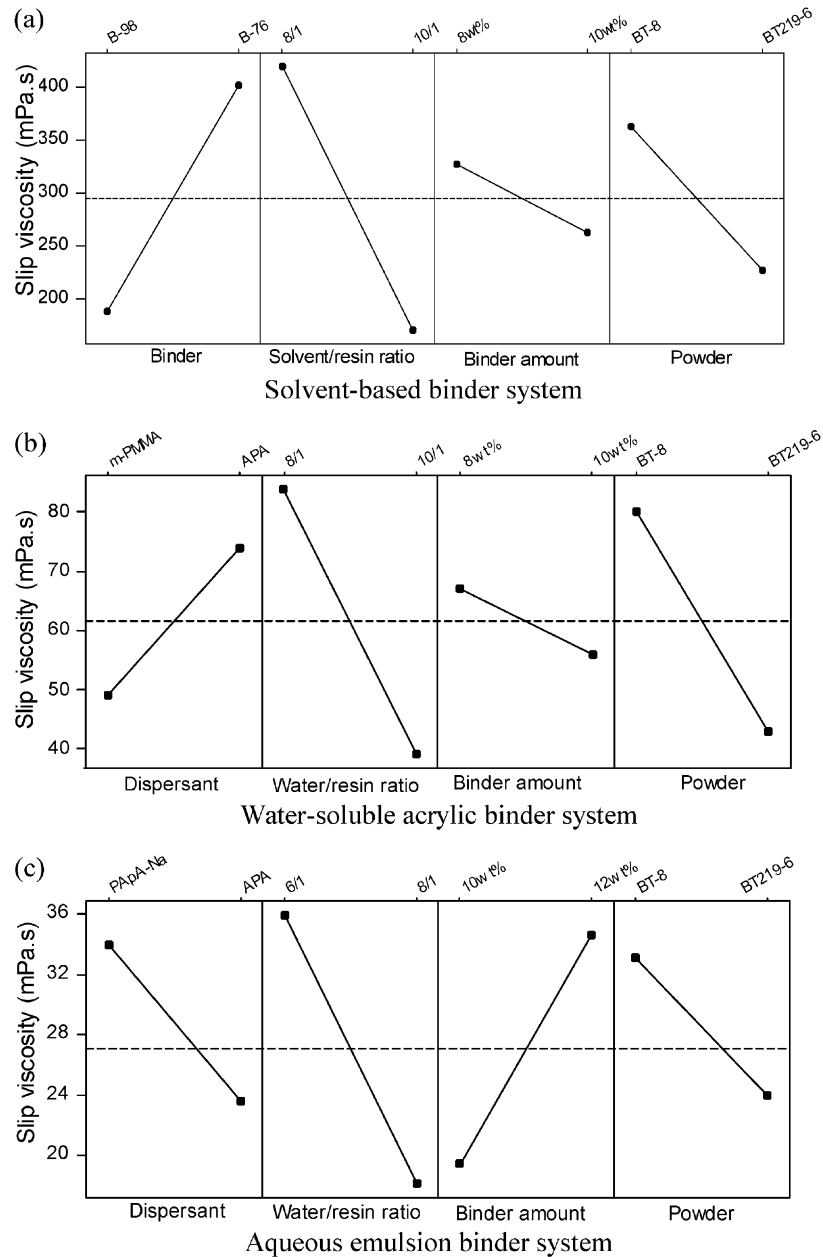 (a)
B-98 B-76 8/1 10/1 8wt% 10wt% BT-8 BT219-6
Slip viscosity (mPa.s)
400
350
300
250
200
Binder Solvent/resin ratio Binder amount Powder
Solvent-based binder system
(b)
m-PMMA APA 8/1 10/1 8wt% 10wt% BT-8 BT219-6
Slip viscosity (mPa.s)
80
70
60
50
40
Dispersant Water/resin ratio Binder amount Powder
Water-soluble acrylic binder system
(c)
PApA-Na APA 6/1 8/1 10wt% 12wt% BT-8 BT219-6
Slip viscosity (mPa.s)
36
32
28
24
20
Dispersant Water/resin ratio Binder amount Powder
Aqueous emulsion binder system